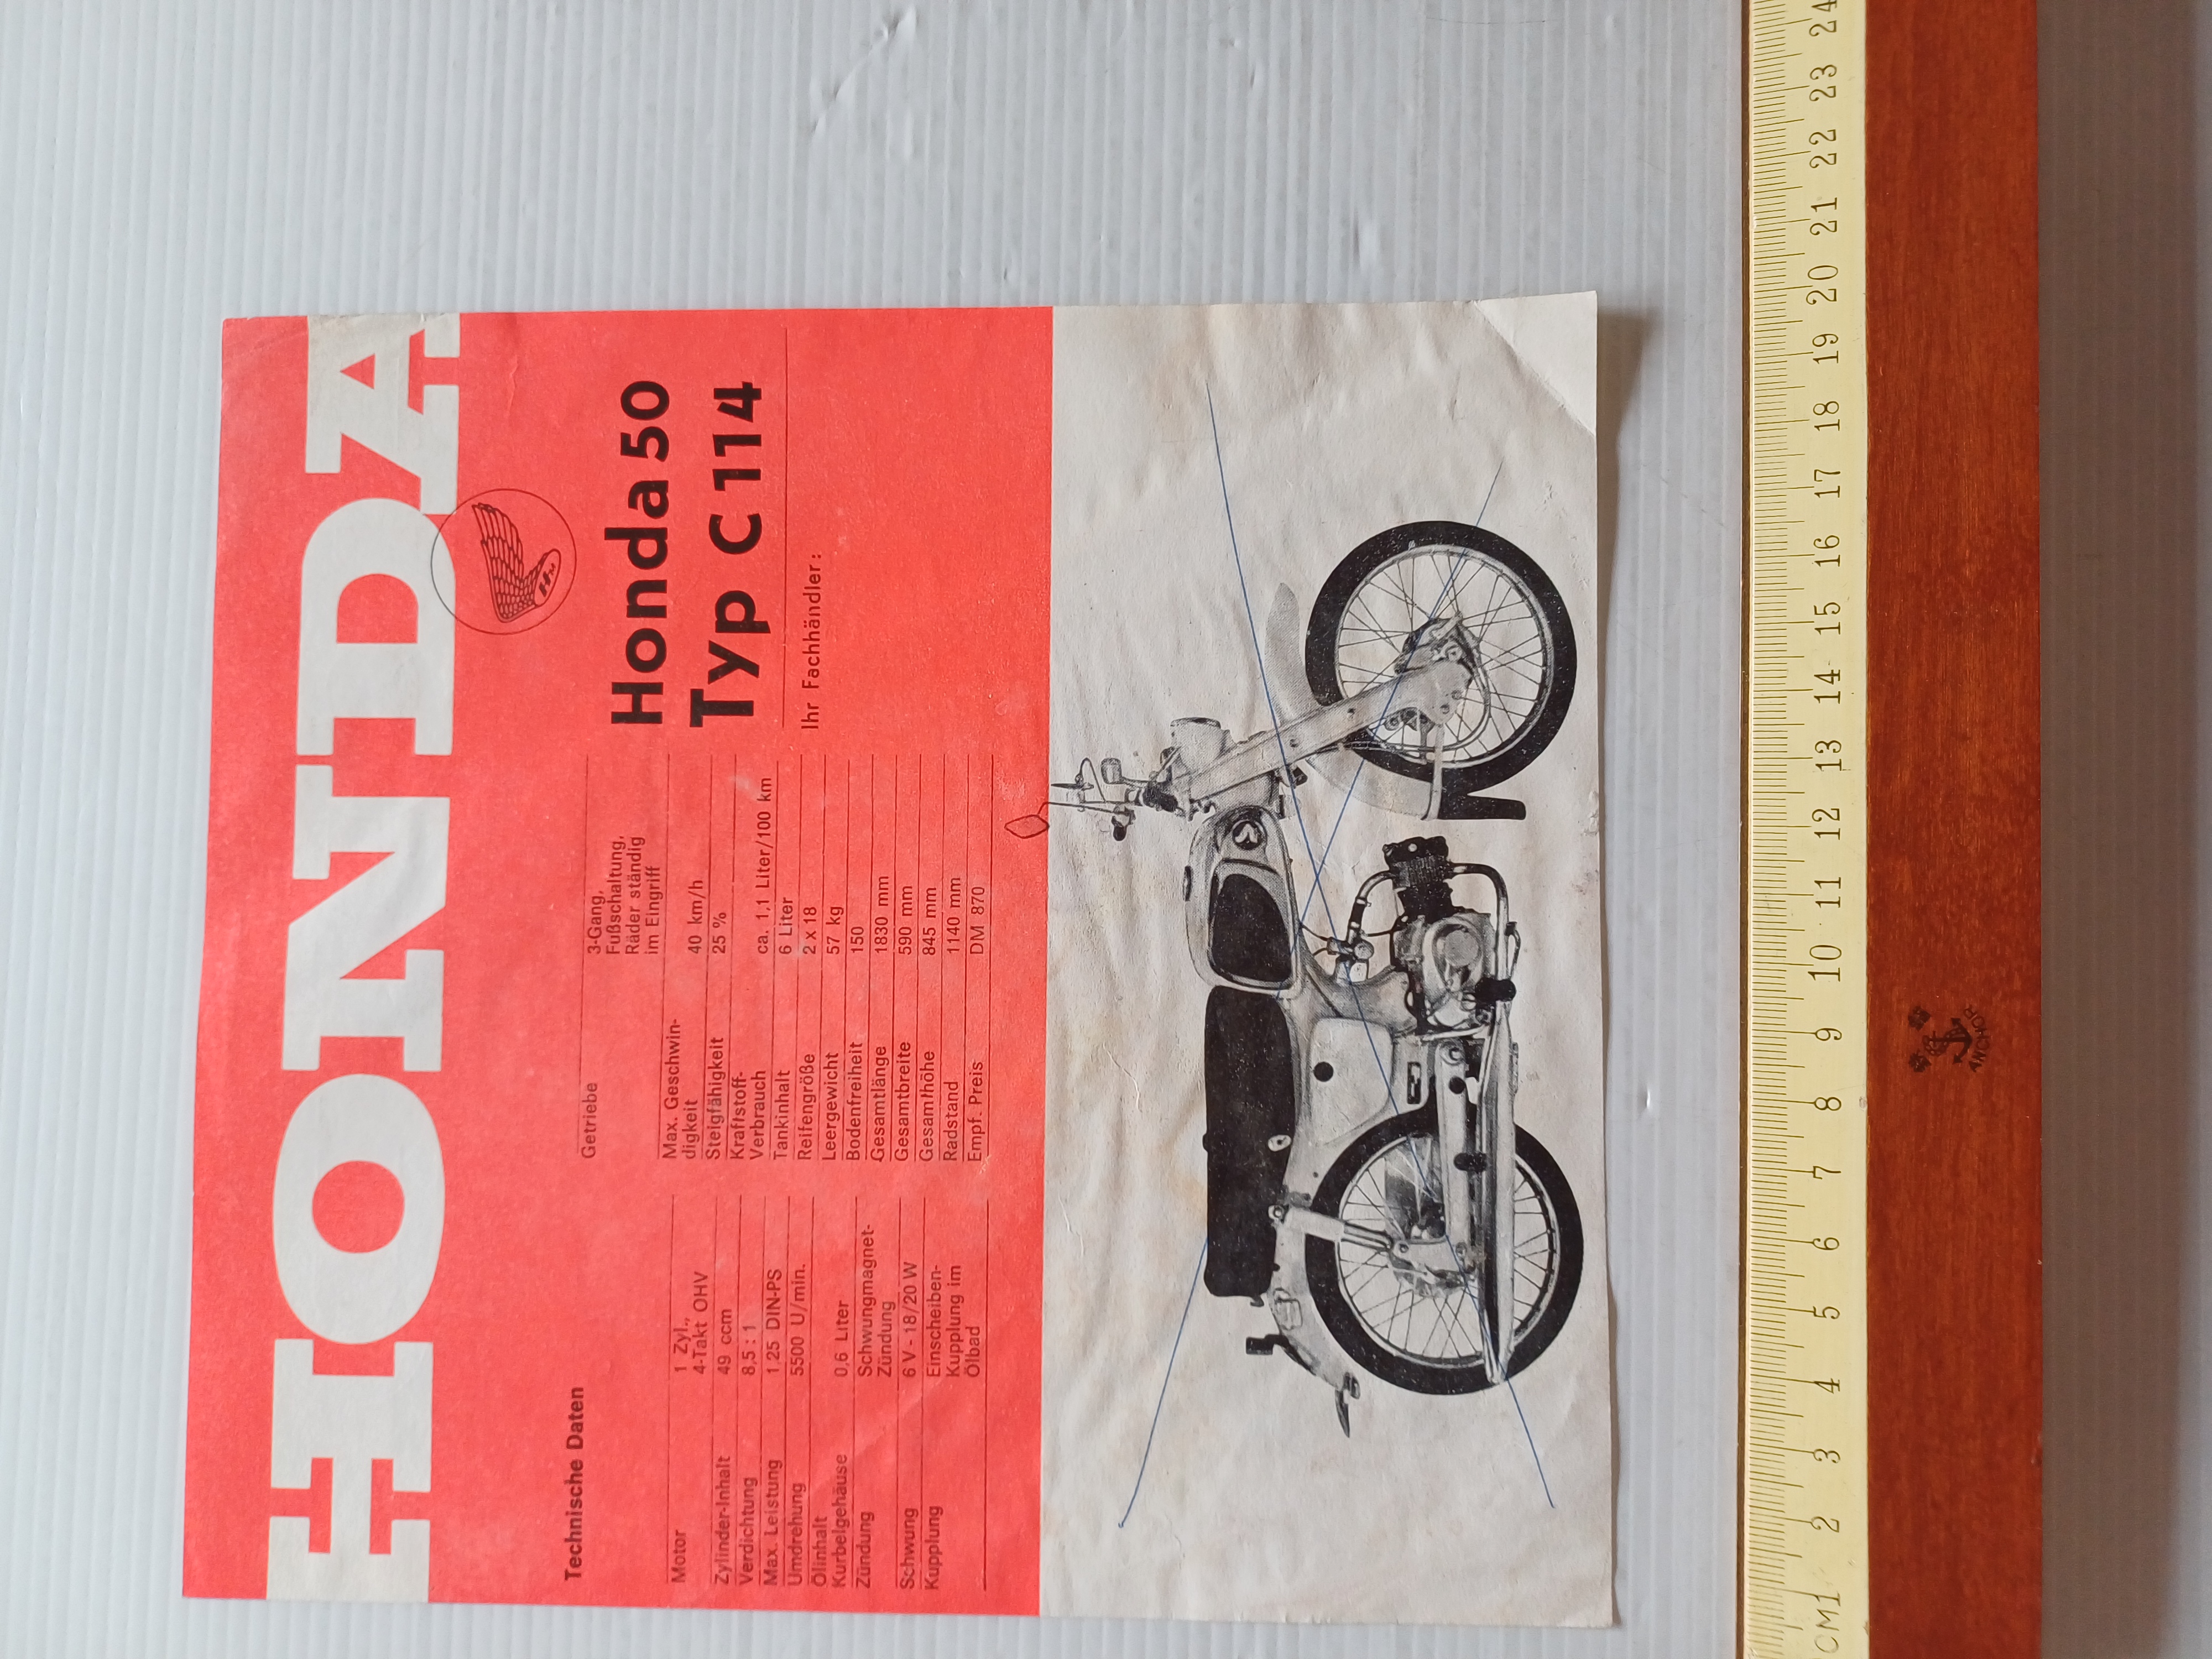 HONDA
HM
Honda 50
Typ C 114
Ihr Fachhändler:
Technische Daten
Motor 1 Zyl.,
4-Takt OHV
Zylinder-Inhalt 49 ccm
Verdichtung 8,5 : 1
Max. Leistung 1,25 DIN-PS
Umdrehung 5500 U/min.
Ölinhalt
Kurbelgehäuse 0,6 Liter
Zündung Schwungmagnet-
Zündung
Schwung 6 V - 18/20 W
Kupplung Einscheiben-
Kupplung im
Ölbad
Getriebe 3-Gang,
Fußschaltung,
Räder ständig
im Eingriff
Max. Geschwin-
digkeit 40 km/h
Steigfähigkeit 25 %
Kraftstoff-
Verbrauch ca. 1,1 Liter/100 km
Tankinhalt 6 Liter
Reifengröße 2 x 18
Leergewicht 57 kg
Bodenfreiheit 150
Gesamtlänge 1830 mm
Gesamtbreite 590 mm
Gesamthöhe 845 mm
Radstand 1140 mm
Empf. Preis DM 870
CM 1 2 3 4 5 6 7 8 9 10 11 12 13 14 15 16 17 18 19 20 21 22 23 24
ANCHOR